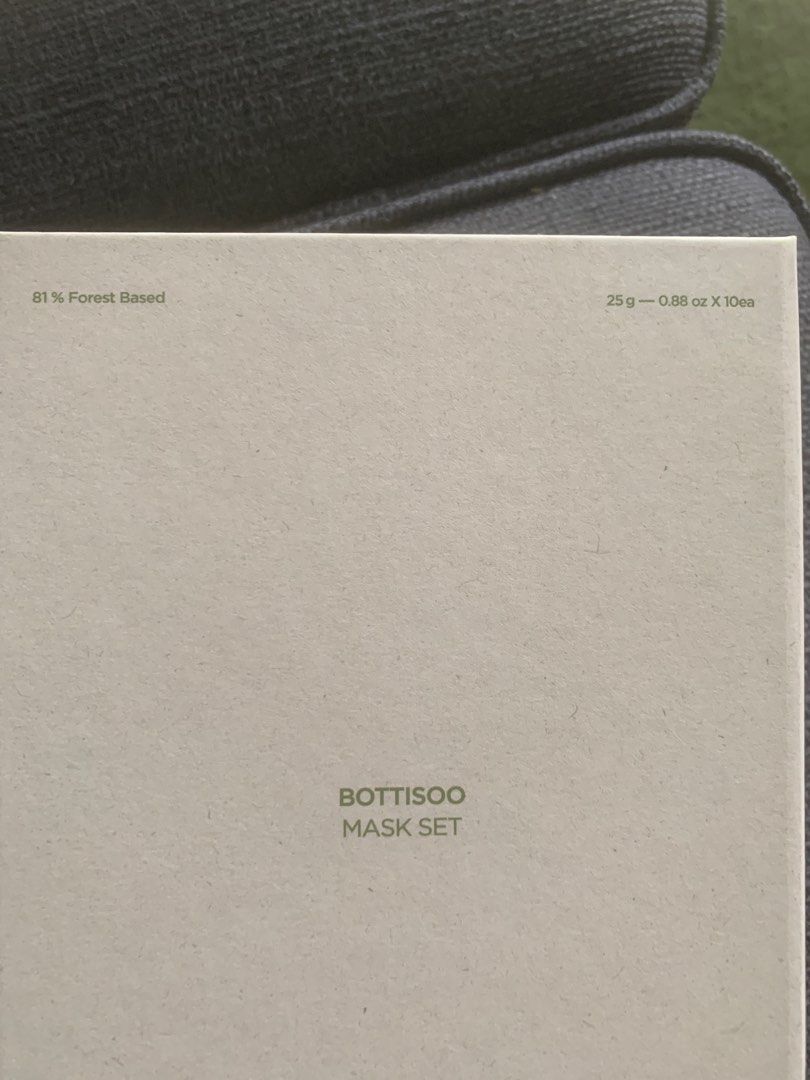 81 % Forest Based
25 g — 0.88 oz X 10ea
BOTTISOO
MASK SET